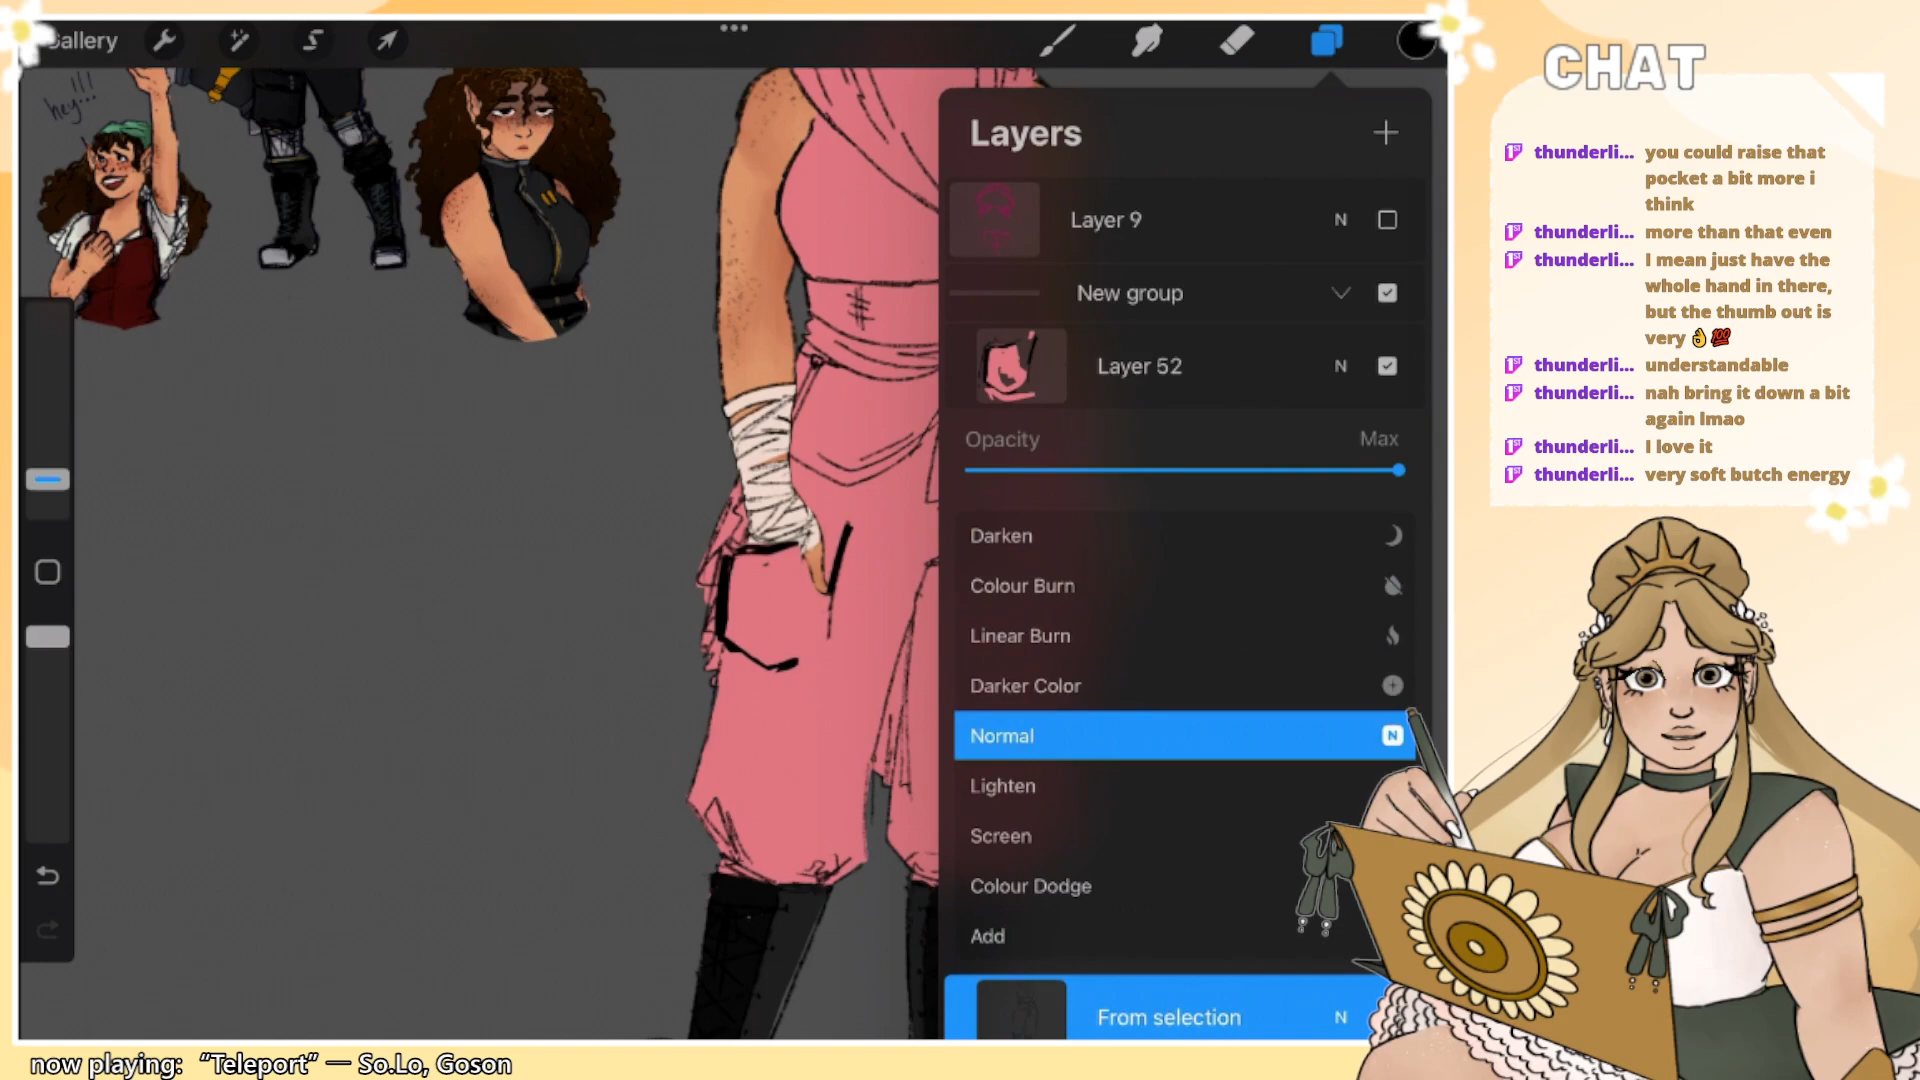 allery
hey...!!!
Layers
Layer 9 N
New group
Layer 52 N
Opacity Max
Darken
Colour Burn
Linear Burn
Darker Color
Normal N
Lighten
Screen
Colour Dodge
Add
From selection N
CHAT
thunderli... you could raise that
pocket a bit more i
think
thunderli... more than that even
thunderli... I mean just have the
whole hand in there,
but the thumb out is
very 👌💯
thunderli... understandable
thunderli... nah bring it down a bit
again lmao
thunderli... I love it
thunderli... very soft butch energy
now playing: “Teleport” — So.Lo, Goson